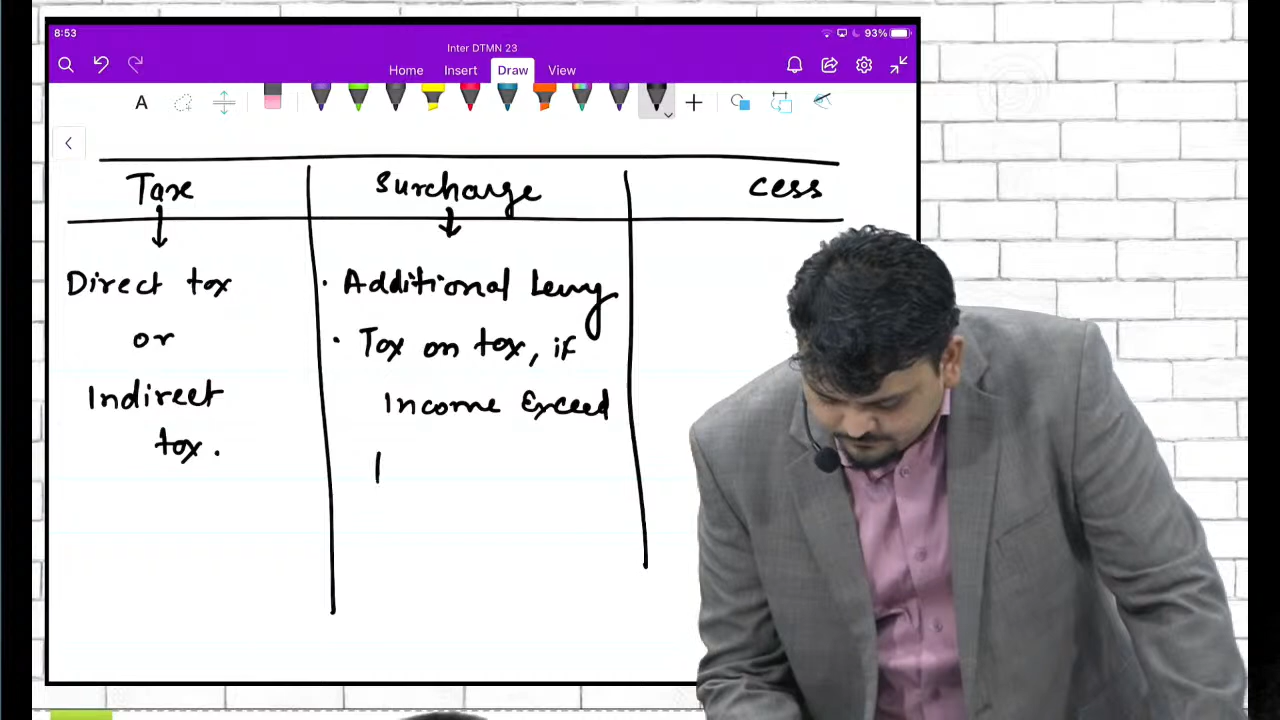 8:53
93%
Inter DTMN 23
Home Insert Draw View
A
Tax Surcharge cess
Direct tax
or
Indirect
tax.
· Additional Levy
· Tax on tax, if
Income Exceed